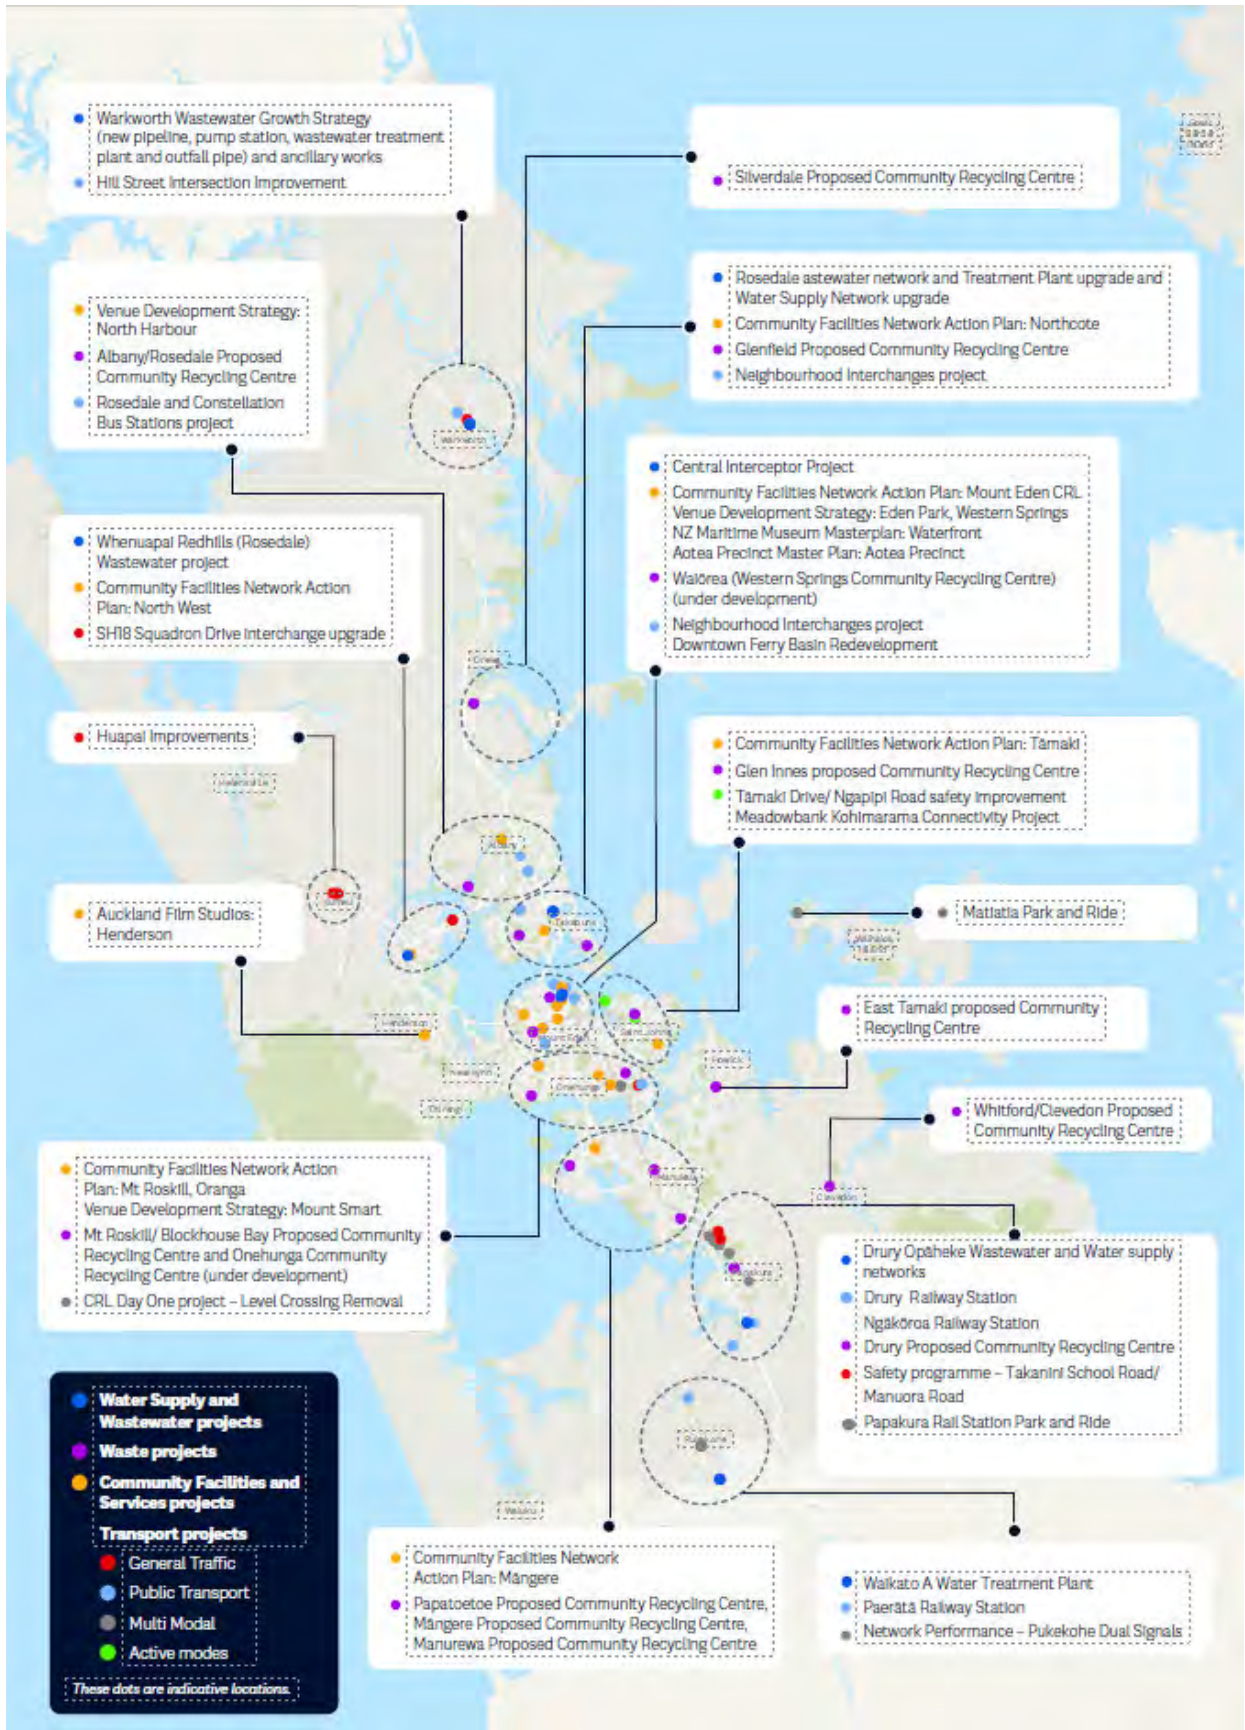 Warkworth Wastewater Growth Strategy
(new pipeline, pump station, wastewater treatment
plant and outfall pipe) and ancillary works
Hill Street Intersection Improvement
Silverdale Proposed Community Recycling Centre
Venue Development Strategy:
North Harbour
Albany/Rosedale Proposed
Community Recycling Centre
Rosedale and Constellation
Bus Stations project
Rosedale astewater network and Treatment Plant upgrade and
Water Supply Network upgrade
Community Facilities Network Action Plan: Northcote
Glenfield Proposed Community Recycling Centre
Neighbourhood Interchanges project
Warkworth
Central Interceptor Project
Community Facilities Network Action Plan: Mount Eden CRL
Venue Development Strategy: Eden Park, Western Springs
NZ Maritime Museum Masterplan: Waterfront
Aotea Precinct Master Plan: Aotea Precinct
Waiōrea (Western Springs Community Recycling Centre)
(under development)
Neighbourhood Interchanges project
Downtown Ferry Basin Redevelopment
Whenuapai Redhills (Rosedale)
Wastewater project
Community Facilities Network Action
Plan: North West
SH18 Squadron Drive interchange upgrade
Huapai Improvements
Community Facilities Network Action Plan: Tāmaki
Glen Innes proposed Community Recycling Centre
Tāmaki Drive/ Ngapipi Road safety improvement
Meadowbank Kohimarama Connectivity Project
Albany
Auckland Film Studios:
Henderson
Takapuna
Matiatia Park and Ride
Henderson
Mount Eden
Saint Johns
East Tamaki proposed Community
Recycling Centre
Onehunga
Whitford/Clevedon Proposed
Community Recycling Centre
Clevedon
Manukau
Papakura
Community Facilities Network Action
Plan: Mt Roskill, Oranga
Venue Development Strategy: Mount Smart
Mt Roskill/ Blockhouse Bay Proposed Community
Recycling Centre and Onehunga Community
Recycling Centre (under development)
CRL Day One project – Level Crossing Removal
Drury Opāheke Wastewater and Water supply
networks
Drury Railway Station
Ngākōroa Railway Station
Drury Proposed Community Recycling Centre
Safety programme – Takanini School Road/
Manuora Road
Papakura Rail Station Park and Ride
Pukekohe
Waiuku
Water Supply and
Wastewater projects
Waste projects
Community Facilities and
Services projects
Transport projects
General Traffic
Public Transport
Multi Modal
Active modes
These dots are indicative locations.
Community Facilities Network
Action Plan: Māngere
Papatoetoe Proposed Community Recycling Centre,
Māngere Proposed Community Recycling Centre,
Manurewa Proposed Community Recycling Centre
Waikato A Water Treatment Plant
Paerātā Railway Station
Network Performance – Pukekohe Dual Signals